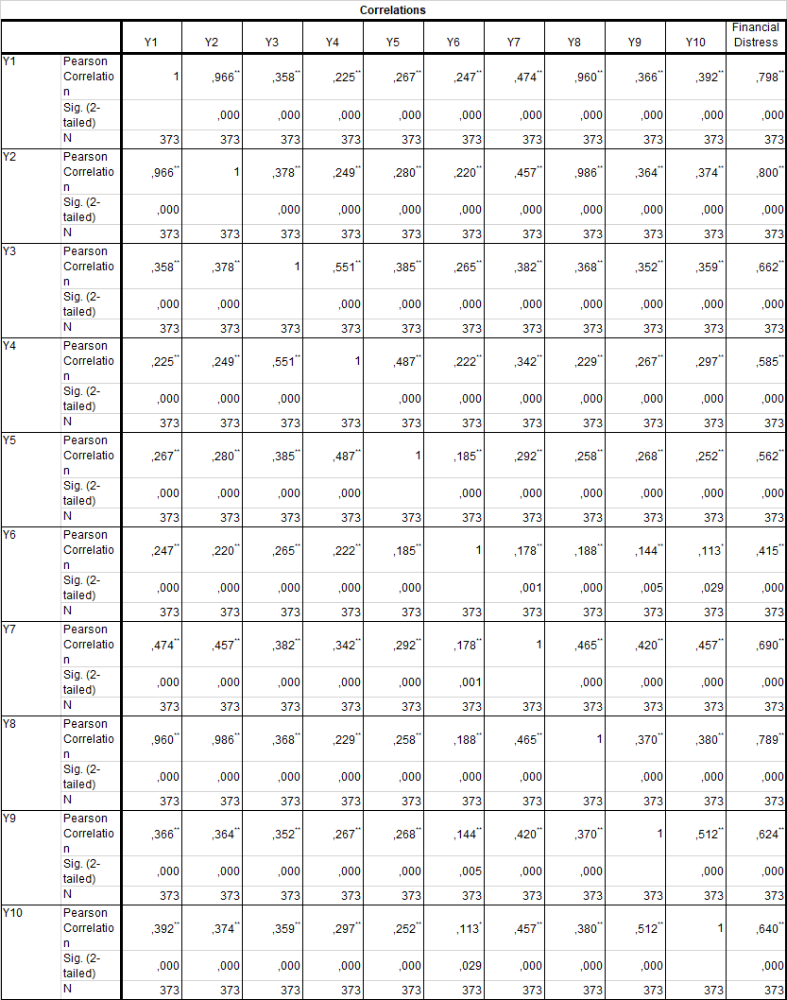 Correlations
Y1 Y2 Y3 Y4 Y5 Y6 Y7 Y8 Y9 Y10 Financial Distress
Y1 Pearson Correlation 1 ,966** ,358** ,225** ,267** ,247** ,474** ,960** ,366** ,392** ,798**
Sig. (2-tailed) ,000 ,000 ,000 ,000 ,000 ,000 ,000 ,000 ,000 ,000
N 373 373 373 373 373 373 373 373 373 373 373
Y2 Pearson Correlation ,966** 1 ,378** ,249** ,280** ,220** ,457** ,986** ,364** ,374** ,800**
Sig. (2-tailed) ,000 ,000 ,000 ,000 ,000 ,000 ,000 ,000 ,000 ,000
N 373 373 373 373 373 373 373 373 373 373 373
Y3 Pearson Correlation ,358** ,378** 1 ,551** ,385** ,265** ,382** ,368** ,352** ,359** ,662**
Sig. (2-tailed) ,000 ,000 ,000 ,000 ,000 ,000 ,000 ,000 ,000 ,000
N 373 373 373 373 373 373 373 373 373 373 373
Y4 Pearson Correlation ,225** ,249** ,551** 1 ,487** ,222** ,342** ,229** ,267** ,297** ,585**
Sig. (2-tailed) ,000 ,000 ,000 ,000 ,000 ,000 ,000 ,000 ,000 ,000
N 373 373 373 373 373 373 373 373 373 373 373
Y5 Pearson Correlation ,267** ,280** ,385** ,487** 1 ,185** ,292** ,258** ,268** ,252** ,562**
Sig. (2-tailed) ,000 ,000 ,000 ,000 ,000 ,000 ,000 ,000 ,000 ,000
N 373 373 373 373 373 373 373 373 373 373 373
Y6 Pearson Correlation ,247** ,220** ,265** ,222** ,185** 1 ,178** ,188** ,144** ,113* ,415**
Sig. (2-tailed) ,000 ,000 ,000 ,000 ,000 ,001 ,000 ,005 ,029 ,000
N 373 373 373 373 373 373 373 373 373 373 373
Y7 Pearson Correlation ,474** ,457** ,382** ,342** ,292** ,178** 1 ,465** ,420** ,457** ,690**
Sig. (2-tailed) ,000 ,000 ,000 ,000 ,000 ,001 ,000 ,000 ,000 ,000
N 373 373 373 373 373 373 373 373 373 373 373
Y8 Pearson Correlation ,960** ,986** ,368** ,229** ,258** ,188** ,465** 1 ,370** ,380** ,789**
Sig. (2-tailed) ,000 ,000 ,000 ,000 ,000 ,000 ,000 ,000 ,000 ,000
N 373 373 373 373 373 373 373 373 373 373 373
Y9 Pearson Correlation ,366** ,364** ,352** ,267** ,268** ,144** ,420** ,370** 1 ,512** ,624**
Sig. (2-tailed) ,000 ,000 ,000 ,000 ,000 ,005 ,000 ,000 ,000 ,000
N 373 373 373 373 373 373 373 373 373 373 373
Y10 Pearson Correlation ,392** ,374** ,359** ,297** ,252** ,113* ,457** ,380** ,512** 1 ,640**
Sig. (2-tailed) ,000 ,000 ,000 ,000 ,000 ,029 ,000 ,000 ,000 ,000
N 373 373 373 373 373 373 373 373 373 373 373